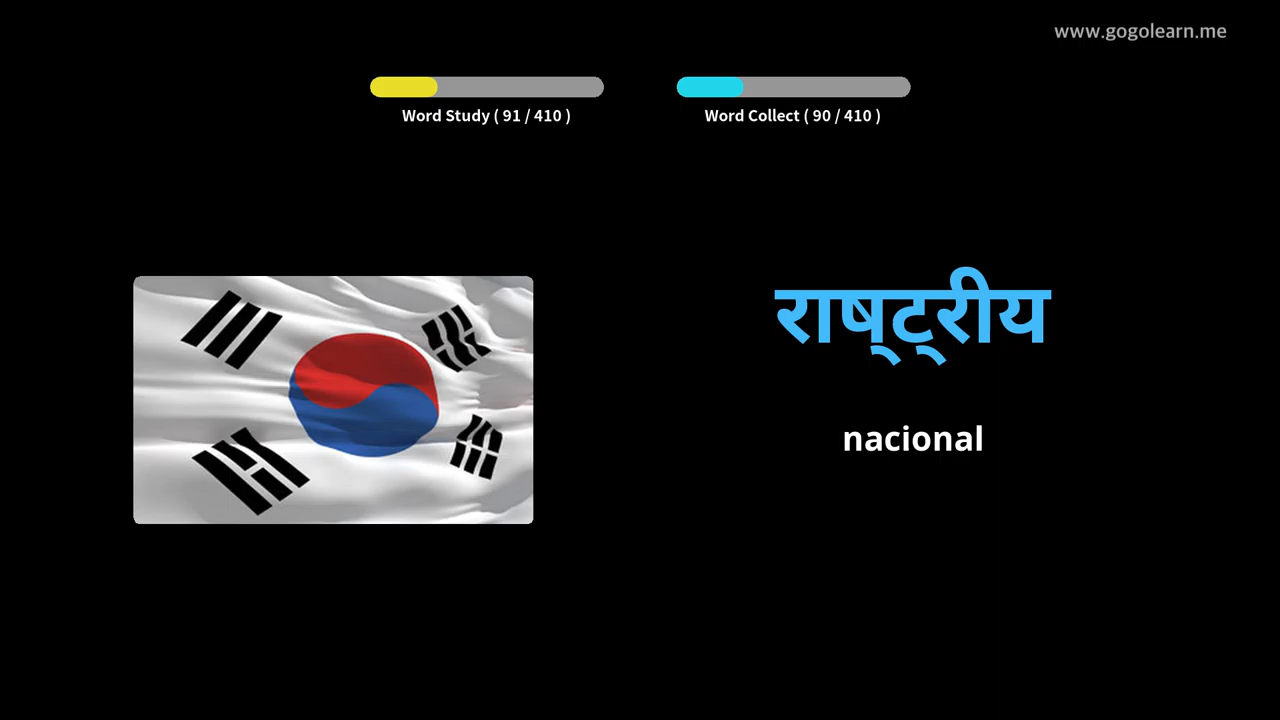 www.gogolearn.me
Word Study ( 91 / 410 )
Word Collect ( 90 / 410 )
राष्ट्रीय
nacional